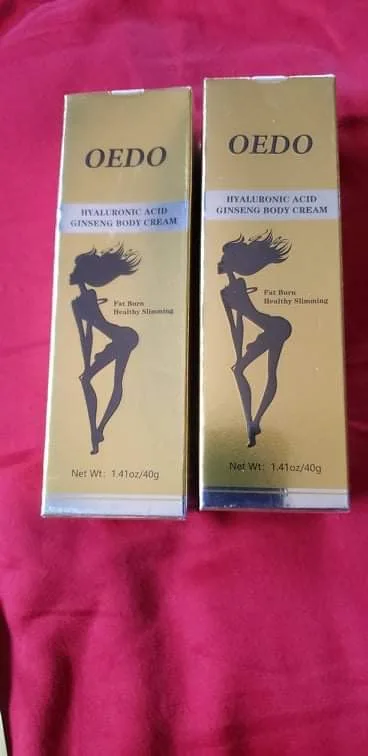 OEDO
HYALURONIC ACID
GINSENG BODY CREAM
Fat Burn
Healthy Slimming
Net Wt: 1.41oz/40g
OEDO
HYALURONIC ACID
GINSENG BODY CREAM
Fat Burn
Healthy Slimming
Net Wt: 1.41oz/40g